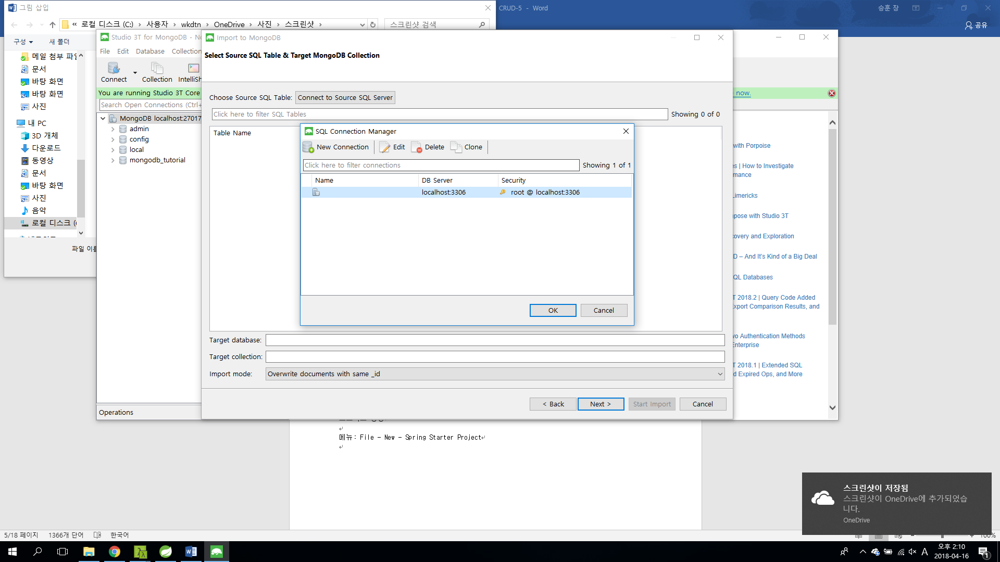 그림 삽입
CRUD-5 - Word
승훈 장
공유
« 로컬 디스크 (C:) › 사용자 › wkdtn › OneDrive › 사진 › 스크린샷 ›
스크린샷 검색
구성
새 폴더
메일 첨부 파일
문서
바탕 화면
바탕 화면
사진
내 PC
3D 개체
다운로드
동영상
문서
바탕 화면
사진
음악
로컬 디스크 (
파일 이름
Studio 3T for MongoDB - No
File Edit Database Collection
Connect
Collection
IntelliSh
You are running Studio 3T Core
now.
Search Open Connections (Ctrl+
MongoDB localhost:27017
admin
config
local
mongodb_tutorial
Operations
Import to MongoDB
Select Source SQL Table & Target MongoDB Collection
Choose Source SQL Table:
Connect to Source SQL Server
Click here to filter SQL Tables
Showing 0 of 0
Table Name
SQL Connection Manager
New Connection
Edit
Delete
Clone
Click here to filter connections
Showing 1 of 1
Name
DB Server
Security
localhost:3306
root @ localhost:3306
OK
Cancel
Target database:
Target collection:
Import mode:
Overwrite documents with same _id
< Back
Next >
Start Import
Cancel
with Porpoise
es | How to Investigate
mance
Limericks
pose with Studio 3T
covery and Exploration
D – And It's Kind of a Big Deal
QL Databases
T 2018.2 | Query Code Added
Export Comparison Results, and
vo Authentication Methods
Enterprise
T 2018.1 | Extended SQL
d Expired Ops, and More
메뉴: File - New - Spring Starter Project
스크린샷이 저장됨
스크린샷이 OneDrive에 추가되었습
니다.
OneDrive
5/18 페이지
1366개 단어
한국어
100%
A
오후 2:10
2018-04-16
1